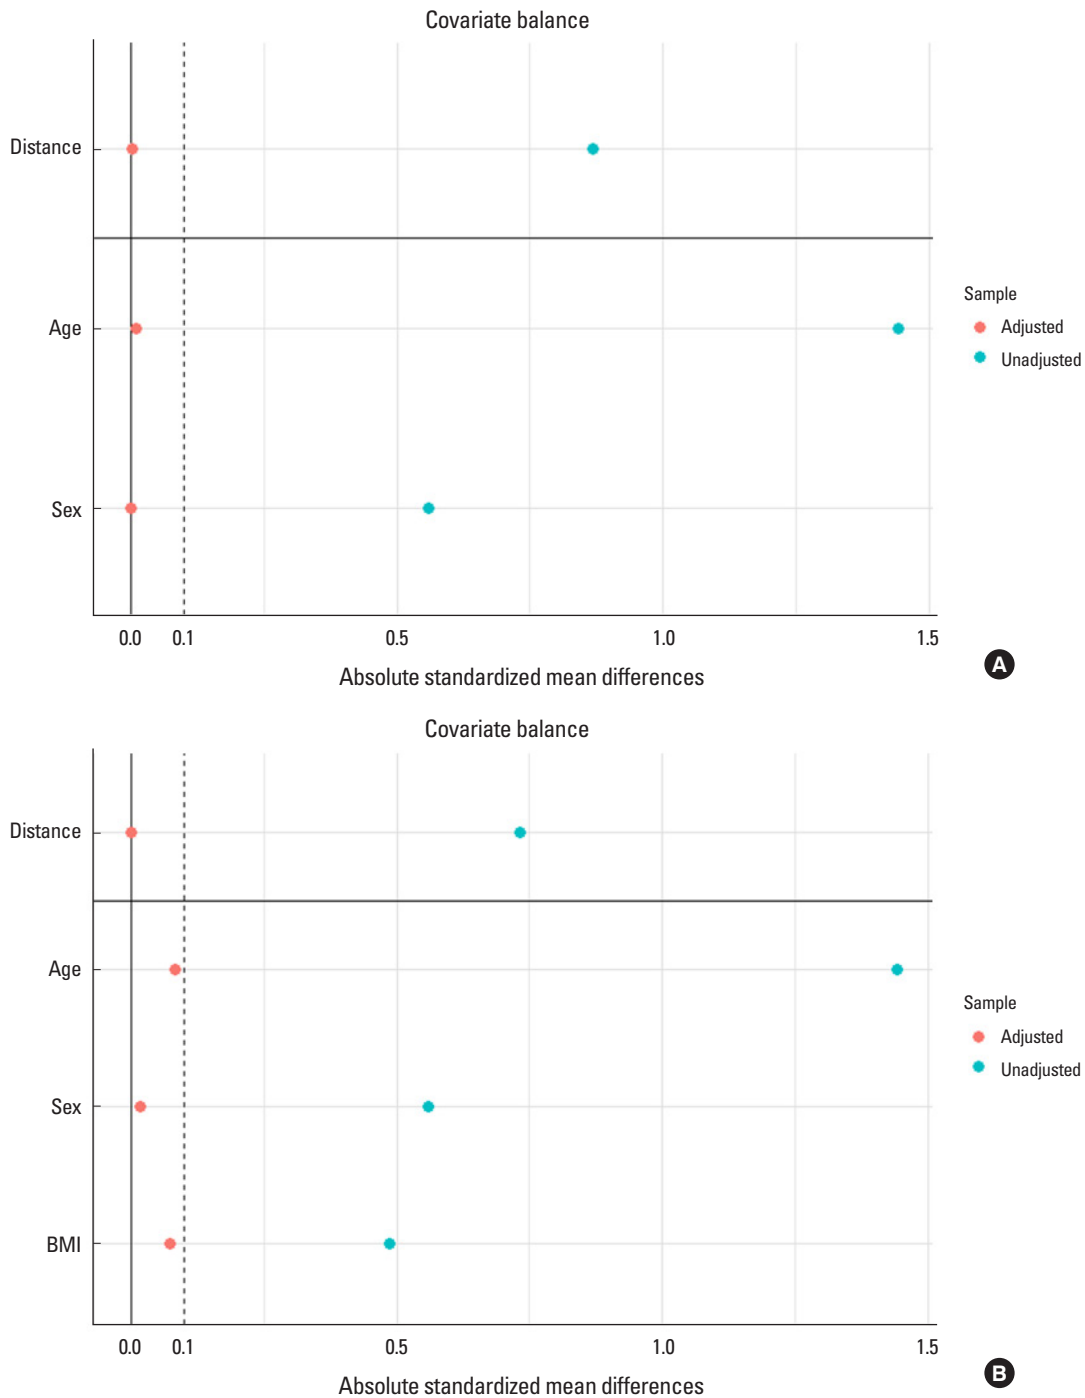 Covariate balance
Distance
Age
Sex
0.0 0.1 0.5 1.0 1.5
Absolute standardized mean differences
Sample
Adjusted
Unadjusted
A
Covariate balance
Distance
Age
Sex
BMI
0.0 0.1 0.5 1.0 1.5
Absolute standardized mean differences
Sample
Adjusted
Unadjusted
B